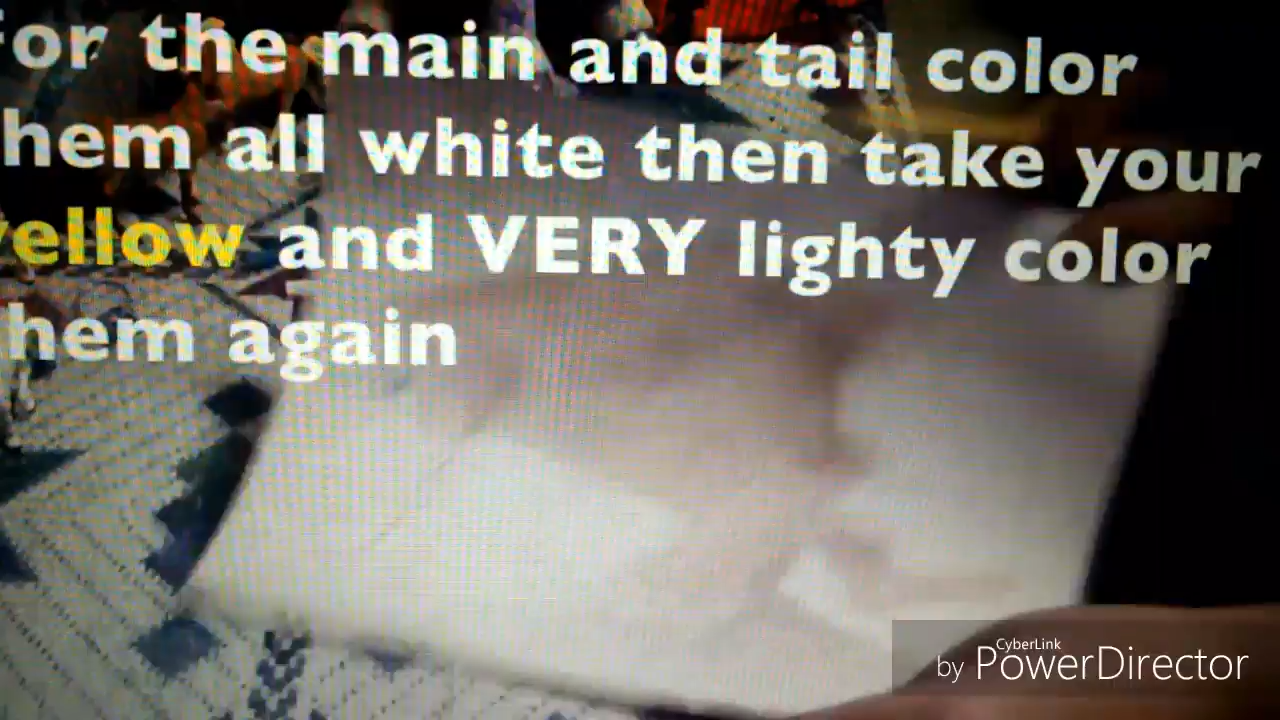 for the main and tail color
hem all white then take your
yellow and VERY lighty color
hem again
CyberLink
by PowerDirector